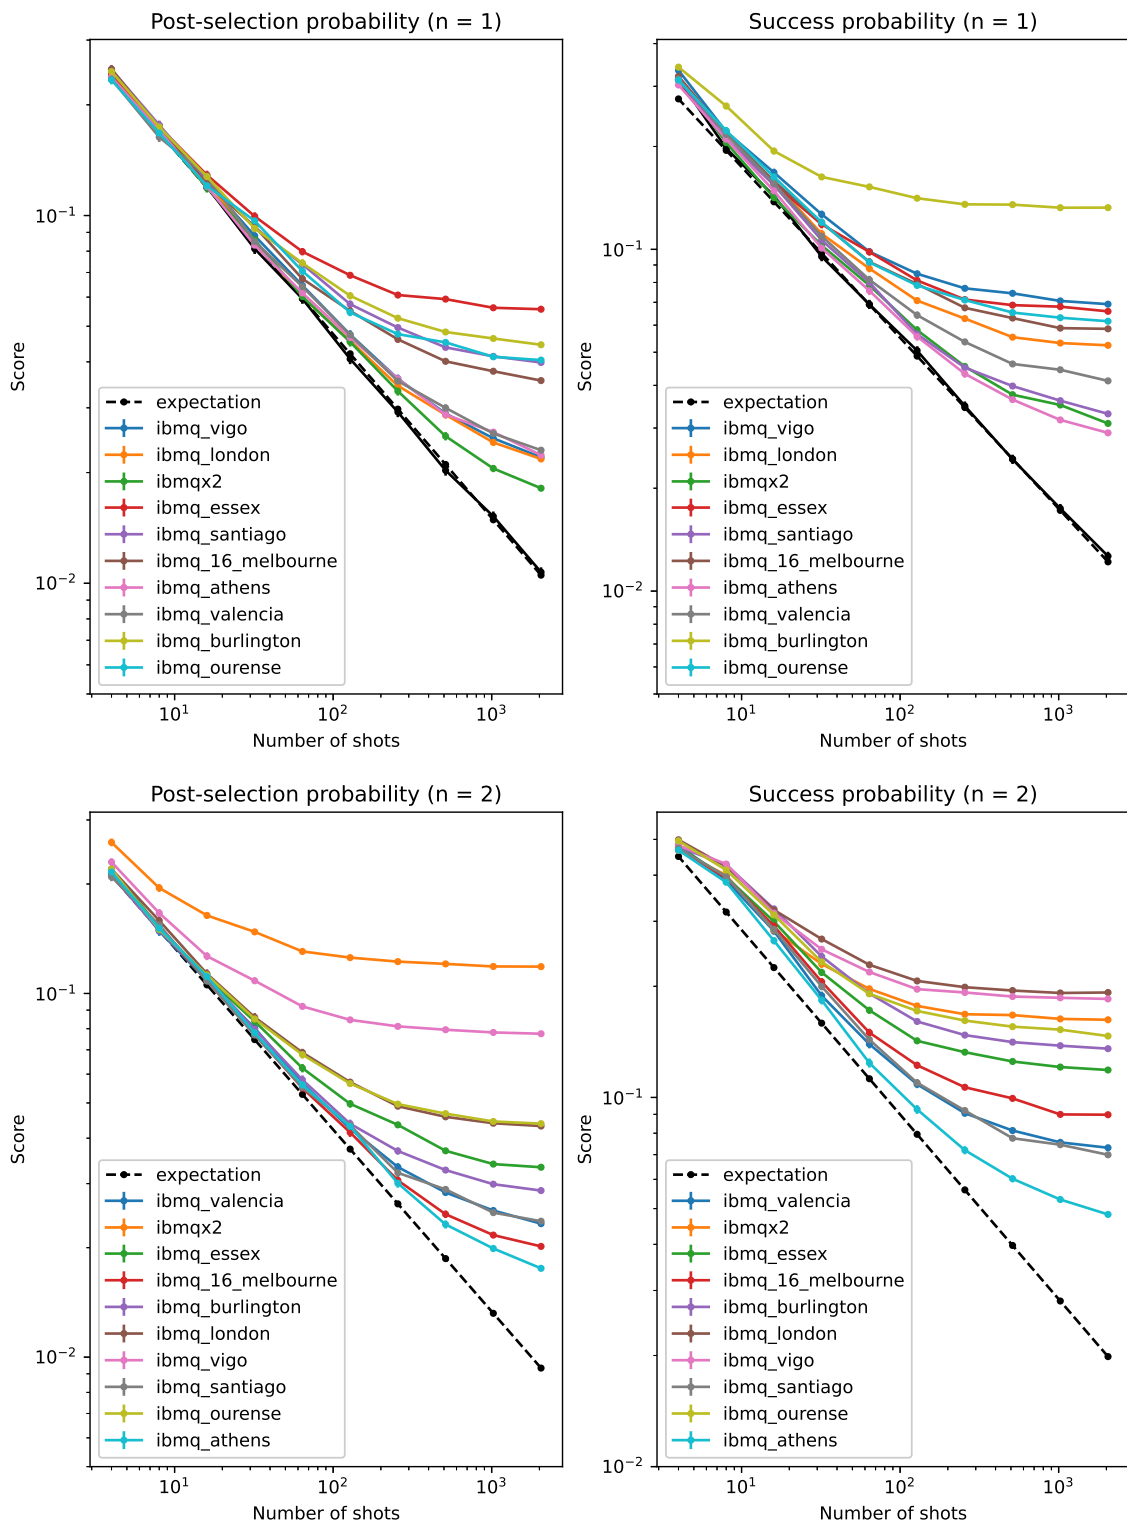 Post-selection probability (n = 1)
Score
10⁻¹
10⁻²
expectation
ibmq_vigo
ibmq_london
ibmqx2
ibmq_essex
ibmq_santiago
ibmq_16_melbourne
ibmq_athens
ibmq_valencia
ibmq_burlington
ibmq_ourense
10¹
10²
10³
Number of shots
Success probability (n = 1)
Score
10⁻¹
10⁻²
expectation
ibmq_vigo
ibmq_london
ibmqx2
ibmq_essex
ibmq_santiago
ibmq_16_melbourne
ibmq_athens
ibmq_valencia
ibmq_burlington
ibmq_ourense
10¹
10²
10³
Number of shots
Post-selection probability (n = 2)
Score
10⁻¹
10⁻²
expectation
ibmq_valencia
ibmqx2
ibmq_essex
ibmq_16_melbourne
ibmq_burlington
ibmq_london
ibmq_vigo
ibmq_santiago
ibmq_ourense
ibmq_athens
10¹
10²
10³
Number of shots
Success probability (n = 2)
Score
10⁻¹
10⁻²
expectation
ibmq_valencia
ibmqx2
ibmq_essex
ibmq_16_melbourne
ibmq_burlington
ibmq_london
ibmq_vigo
ibmq_santiago
ibmq_ourense
ibmq_athens
10¹
10²
10³
Number of shots